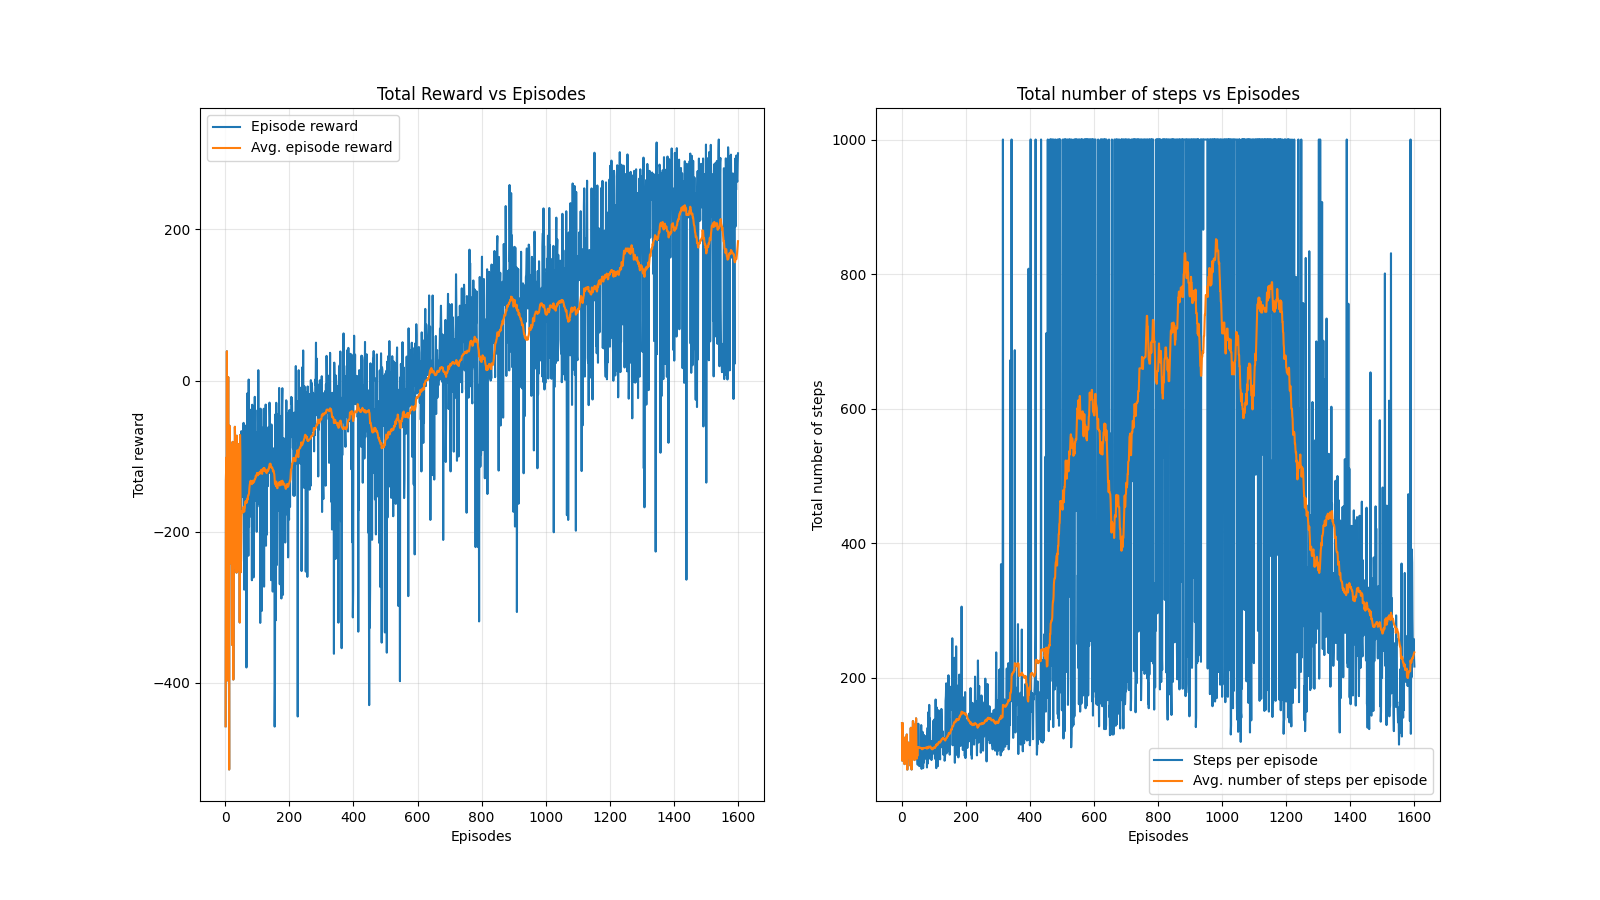 Total Reward vs Episodes
Episode reward
Avg. episode reward
200
0
−200
−400
Total reward
0 200 400 600 800 1000 1200 1400 1600
Episodes
Total number of steps vs Episodes
1000
800
600
400
200
Total number of steps
Steps per episode
Avg. number of steps per episode
0 200 400 600 800 1000 1200 1400 1600
Episodes